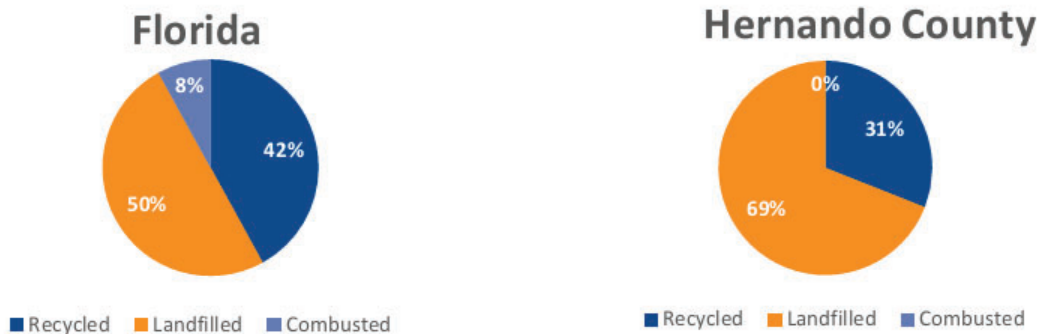 Florida
8%
42%
50%
Recycled Landfilled Combusted
Hernando County
0%
31%
69%
Recycled Landfilled Combusted